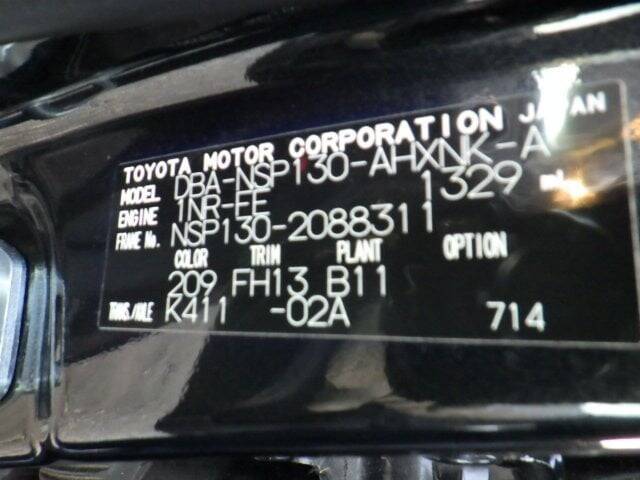 TOYOTA MOTOR CORPORATION JAPAN
MODEL DBA-NSP130-AHXNK-A
ENGINE 1NR-FE 1329 mL
FRAME No. NSP130-2088311
COLOR TRIM PLANT OPTION
209 FH13 B11
TRANS/AXLE K411 -02A 714